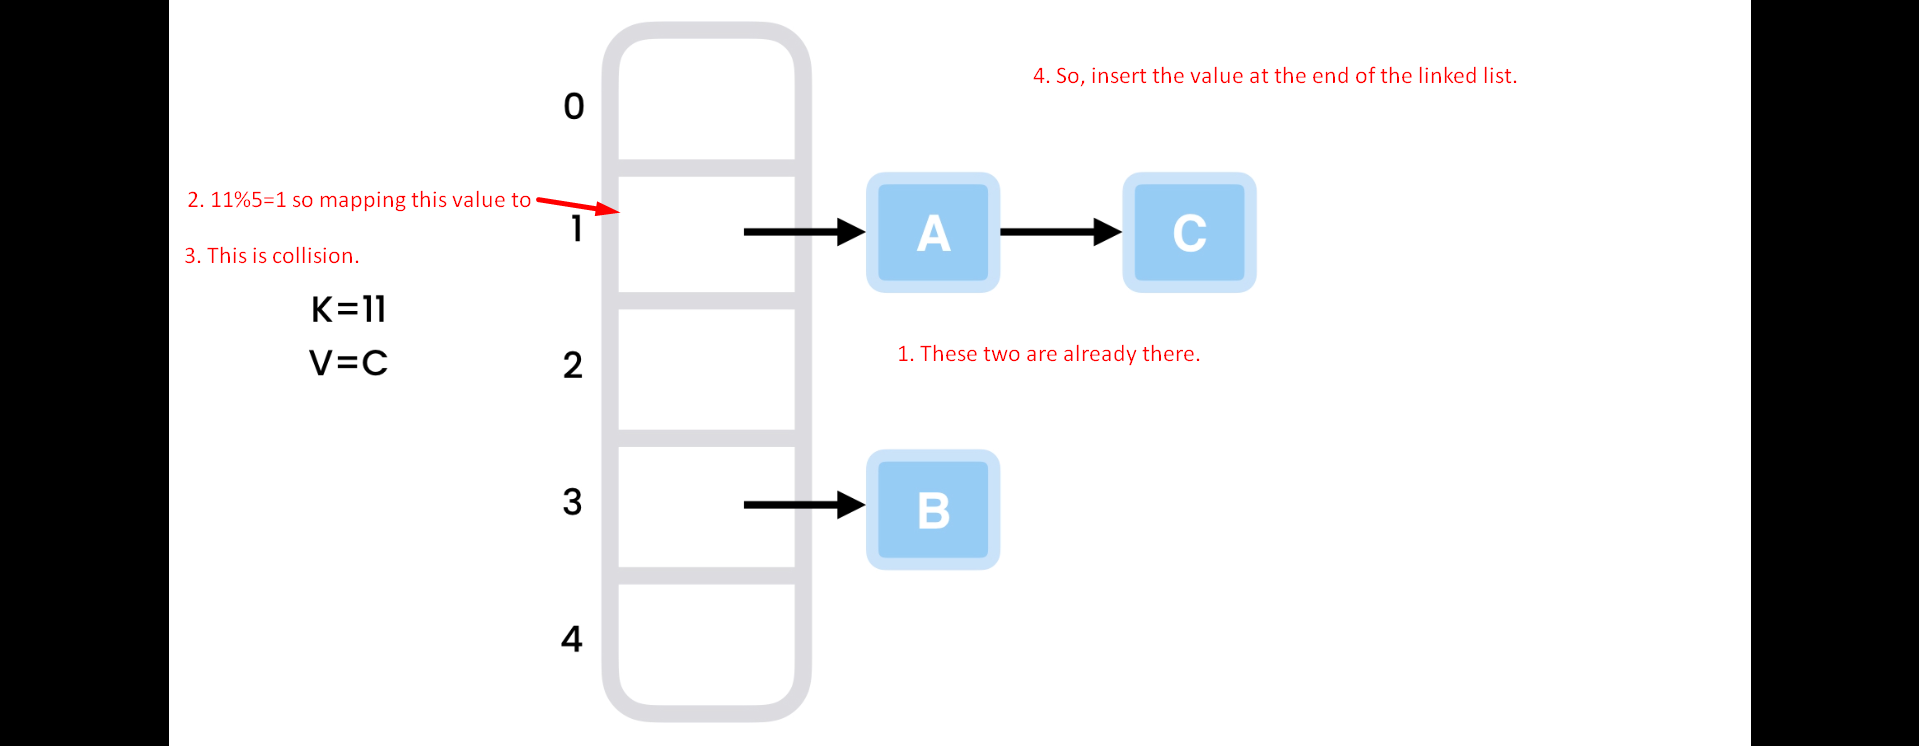 4. So, insert the value at the end of the linked list.
0
2. 11%5=1 so mapping this value to
1
A
C
3. This is collision.
K=11
V=C
1. These two are already there.
2
3
B
4